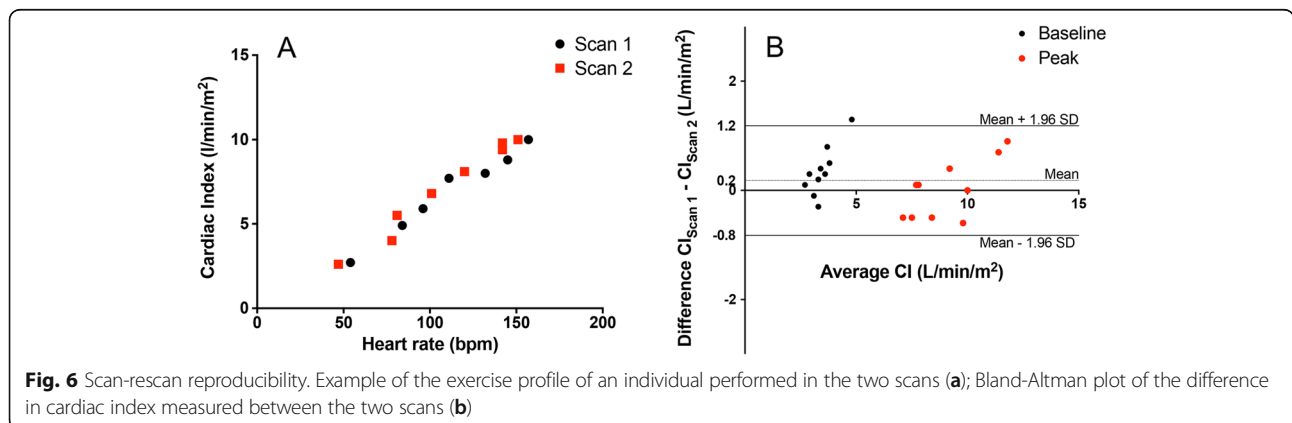 A
Scan 1
Scan 2
15
10
5
0
0
50
100
150
200
Cardiac Index (l/min/m²)
Heart rate (bpm)
B
Baseline
Peak
2
1.2
0.2
0
-0.8
-2
5
10
15
Mean + 1.96 SD
Mean
Mean - 1.96 SD
Difference CI Scan 1 - CI Scan 2 (L/min/m²)
Average CI (L/min/m²)
Fig. 6 Scan-rescan reproducibility. Example of the exercise profile of an individual performed in the two scans (a); Bland-Altman plot of the difference
in cardiac index measured between the two scans (b)